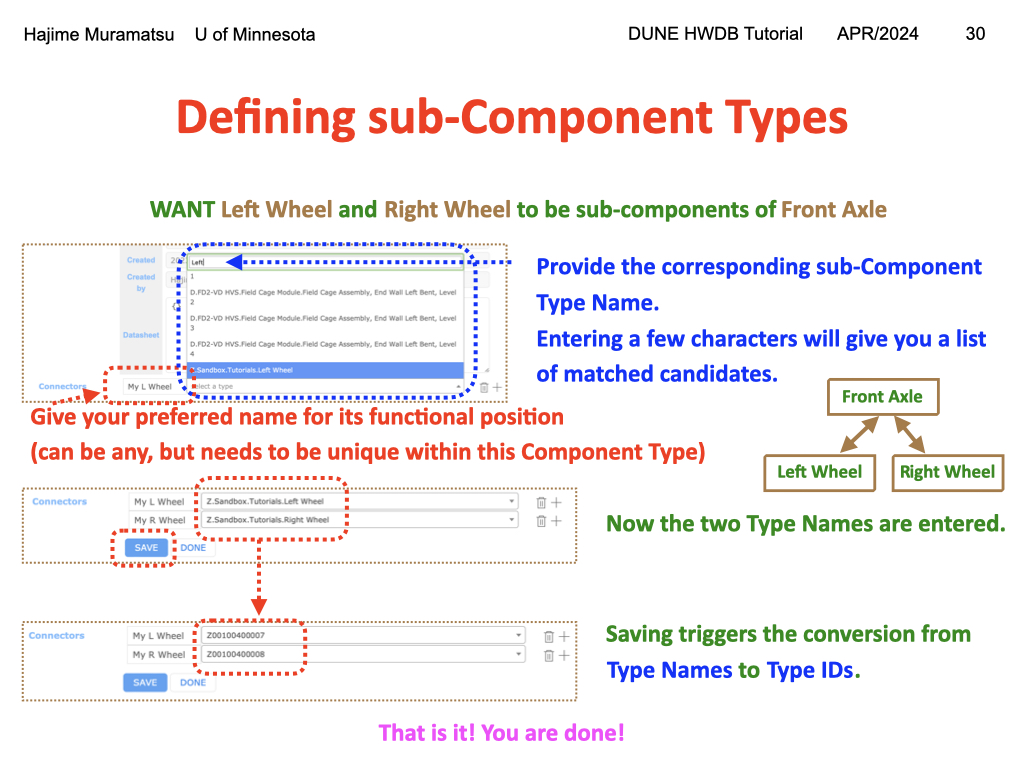 Hajime Muramatsu U of Minnesota DUNE HWDB Tutorial APR/2024 30
Defining sub-Component Types
WANT Left Wheel and Right Wheel to be sub-components of Front Axle
Created
Left
Created
by
1
D.FD2-VD HVS.Field Cage Module.Field Cage Assembly, End Wall Left Bent, Level
2
D.FD2-VD HVS.Field Cage Module.Field Cage Assembly, End Wall Left Bent, Level
3
Datasheet
D.FD2-VD HVS.Field Cage Module.Field Cage Assembly, End Wall Left Bent, Level
4
.Sandbox.Tutorials.Left Wheel
Connectors My L Wheel elect a type
Provide the corresponding sub-Component
Type Name.
Entering a few characters will give you a list
of matched candidates.
Give your preferred name for its functional position
(can be any, but needs to be unique within this Component Type)
Front Axle
Left Wheel Right Wheel
Connectors My L Wheel Z.Sandbox.Tutorials.Left Wheel
My R Wheel Z.Sandbox.Tutorials.Right Wheel
SAVE DONE
Now the two Type Names are entered.
Connectors My L Wheel Z00100400007
My R Wheel Z00100400008
SAVE DONE
Saving triggers the conversion from
Type Names to Type IDs.
That is it! You are done!